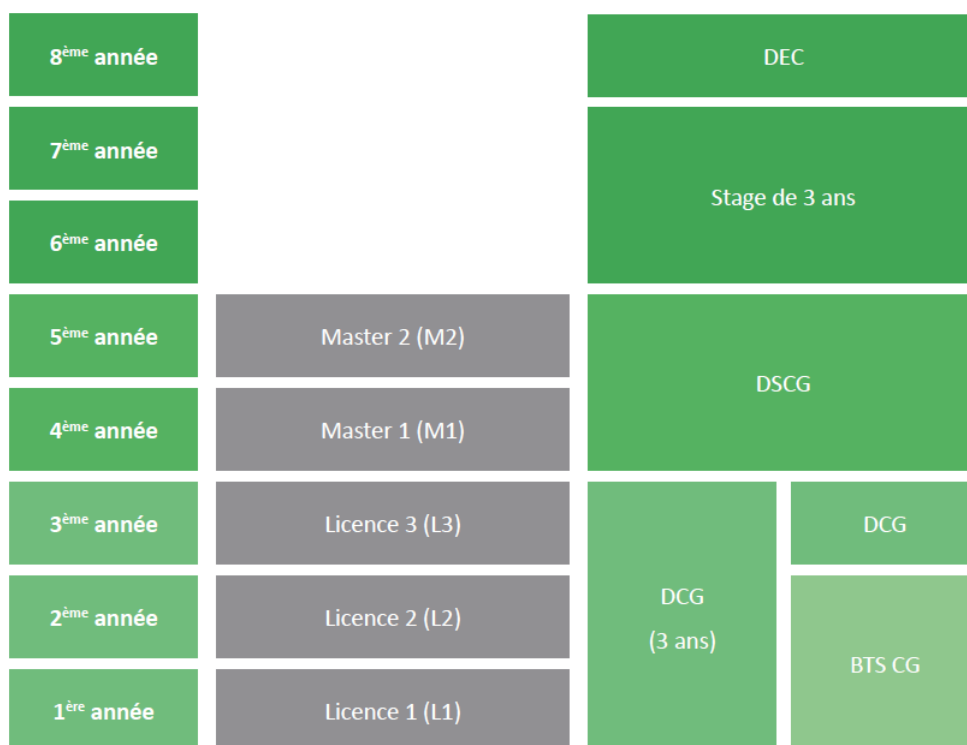 8ème année
DEC
7ème année
Stage de 3 ans
6ème année
5ème année
Master 2 (M2)
DSCG
4ème année
Master 1 (M1)
3ème année
Licence 3 (L3)
DCG
2ème année
Licence 2 (L2)
DCG
(3 ans)
BTS CG
1ère année
Licence 1 (L1)